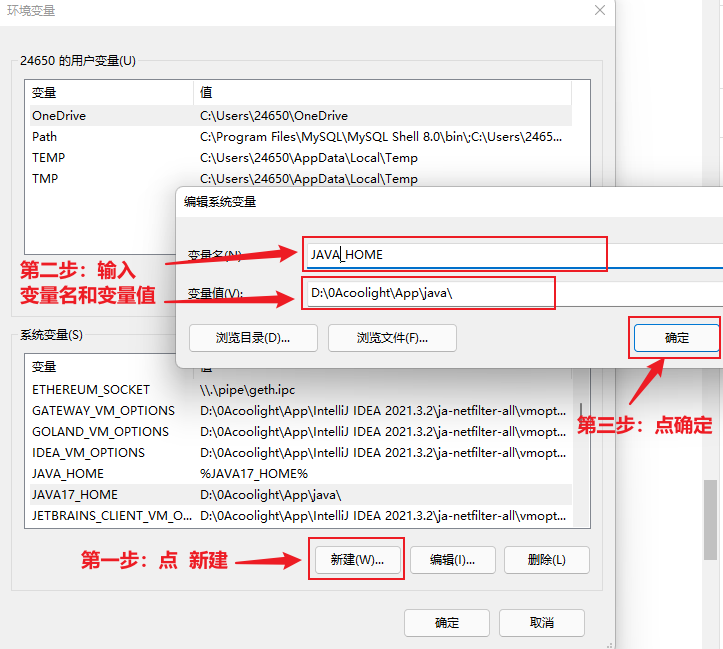 环境变量
24650 的用户变量(U)
变量 值
OneDrive C:\Users\24650\OneDrive
Path C:\Program Files\MySQL\MySQL Shell 8.0\bin\;C:\Users\2465...
TEMP C:\Users\24650\AppData\Local\Temp
TMP C:\Users\24650\AppData\Local\Temp
编辑系统变量
变量名(N): JAVA_HOME
第二步：输入
变量名和变量值
变量值(V): D:\0Acoolight\App\java\
浏览目录(D)... 浏览文件(F)... 确定
第三步：点确定
系统变量(S)
变量 值
ETHEREUM_SOCKET \\.\pipe\geth.ipc
GATEWAY_VM_OPTIONS D:\0Acoolight\App\IntelliJ IDEA 2021.3.2\ja-netfilter-all\vmopt...
GOLAND_VM_OPTIONS D:\0Acoolight\App\IntelliJ IDEA 2021.3.2\ja-netfilter-all\vmopt...
IDEA_VM_OPTIONS D:\0Acoolight\App\IntelliJ IDEA 2021.3.2\ja-netfilter-all\vmopt...
JAVA_HOME %JAVA17_HOME%
JAVA17_HOME D:\0Acoolight\App\java\
JETBRAINS_CLIENT_VM_O... D:\0Acoolight\App\IntelliJ IDEA 2021.3.2\ja-netfilter-all\vmopt...
第一步：点 新建
新建(W)... 编辑(I)... 删除(L)
确定 取消